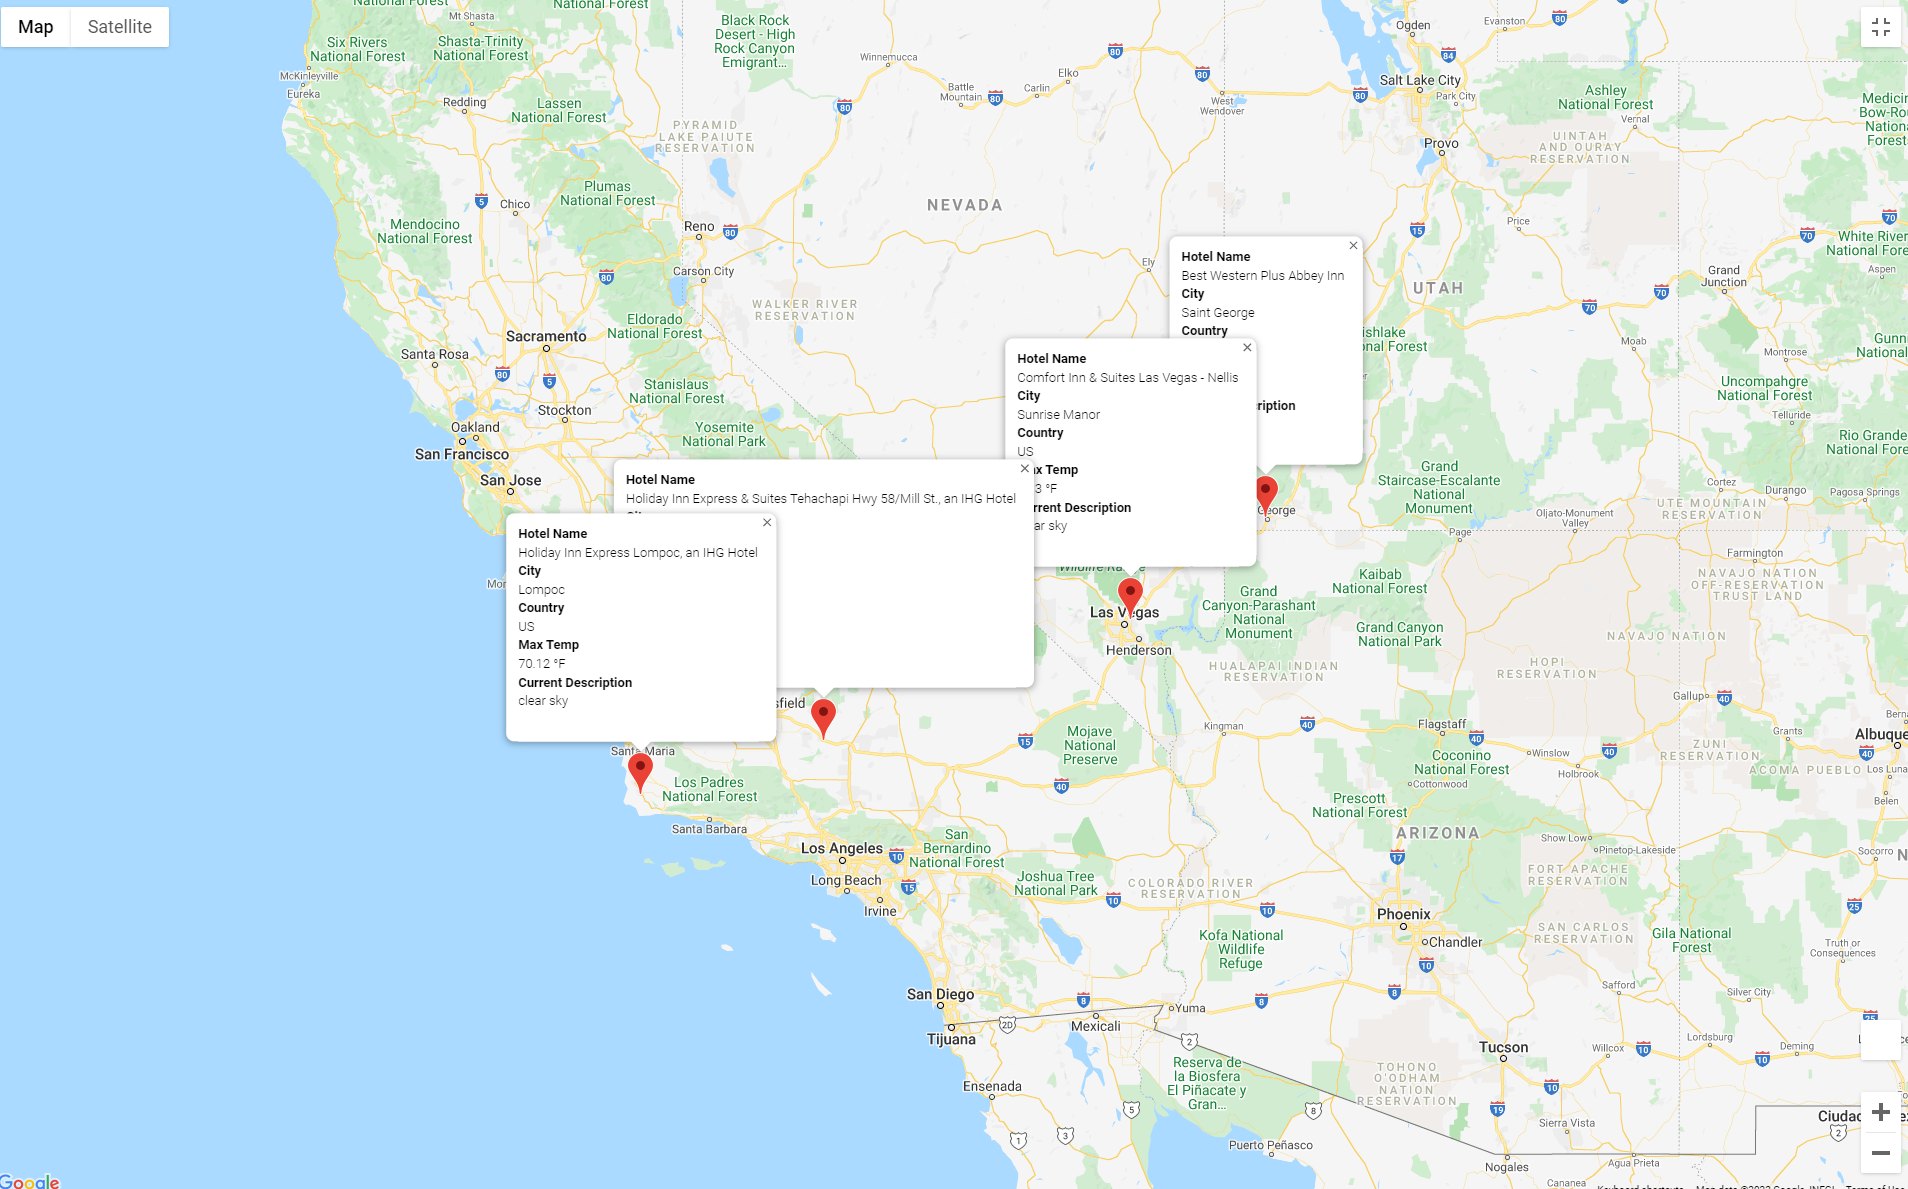 Map
Satellite
Hotel Name
Best Western Plus Abbey Inn
City
Saint George
Country
ription
Hotel Name
Comfort Inn & Suites Las Vegas - Nellis
City
Sunrise Manor
Country
US
x Temp
3 °F
rrent Description
ar sky
Hotel Name
Holiday Inn Express & Suites Tehachapi Hwy 58/Mill St., an IHG Hotel
Hotel Name
Holiday Inn Express Lompoc, an IHG Hotel
City
Lompoc
Country
US
Max Temp
70.12 °F
Current Description
clear sky
National Forest
National Forest
Mt Shasta
Six Rivers
National Forest
Shasta-Trinity
National Forest
McKinleyville
Eureka
Redding
Lassen
National Forest
Black Rock
Desert - High
Rock Canyon
Emigrant...
Winnemucca
Battle
Mountain
Carlin
Elko
West
Wendover
Ogden
Evanston
Salt Lake City
Park City
Provo
Ashley
National Forest
Vernal
UINTAH
AND OURAY
RESERVATION
Medicin
Bow-Rou
Nationa
Forest
PYRAMID
LAKE PAIUTE
RESERVATION
Plumas
National Forest
Chico
Mendocino
National Forest
Reno
Carson City
NEVADA
WALKER RIVER
RESERVATION
Ely
Eldorado
National Forest
Sacramento
Santa Rosa
Stanislaus
National Forest
Stockton
Oakland
San Francisco
San Jose
Yosemite
National Park
Price
UTAH
Grand
Junction
White River
National Fore
Aspen
ishlake
nal Forest
Moab
Montrose
Gunn
National
Uncompahgre
National Forest
Telluride
Rio Grande
National Fores
Grand
Staircase-Escalante
National
Monument
Cortez
Durango
Pagosa Springs
UTE MOUNTAIN
RESERVATION
Oljato-Monument
Valley
Page
Farmington
NAVAJO NATION
OFF-RESERVATION
TRUST LAND
Kaibab
National Forest
George
Las Vegas
Henderson
Grand
Canyon-Parashant
National
Monument
Grand Canyon
National Park
NAVAJO NATION
HOPI
RESERVATION
HUALAPAI INDIAN
RESERVATION
Gallup
Kingman
Flagstaff
Winslow
Holbrook
Grants
ZUNI
RESERVATION
ACOMA PUEBLO
Albuque
Los Luna
Belen
Coconino
National Forest
Cottonwood
Prescott
National Forest
ARIZONA
Show Low
Pinetop-Lakeside
FORT APACHE
RESERVATION
Socorro
N
Mor
sfield
Santa Maria
Los Padres
National Forest
Santa Barbara
Mojave
National
Preserve
Los Angeles
Long Beach
Irvine
San
Bernardino
National Forest
Joshua Tree
National Park
COLORADO RIVER
RESERVATION
Phoenix
Chandler
SAN CARLOS
RESERVATION
Gila National
Forest
Truth or
Consequences
Kofa National
Wildlife
Refuge
San Diego
Tijuana
Mexicali
Yuma
Safford
Silver City
Lordsburg
Deming
Tucson
Willcox
TOHONO
O'ODHAM
NATION
RESERVATION
Ensenada
Reserva de
la Biosfera
El Piñacate y
Gran...
Puerto Peñasco
Sierra Vista
Nogales
Agua Prieta
Cananea
Ciudad
Google